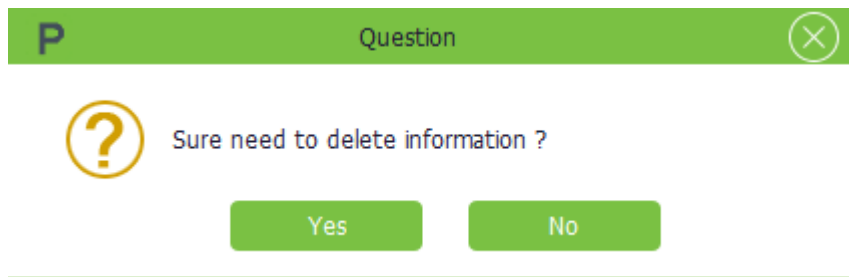 P Question
Sure need to delete information ?
Yes No